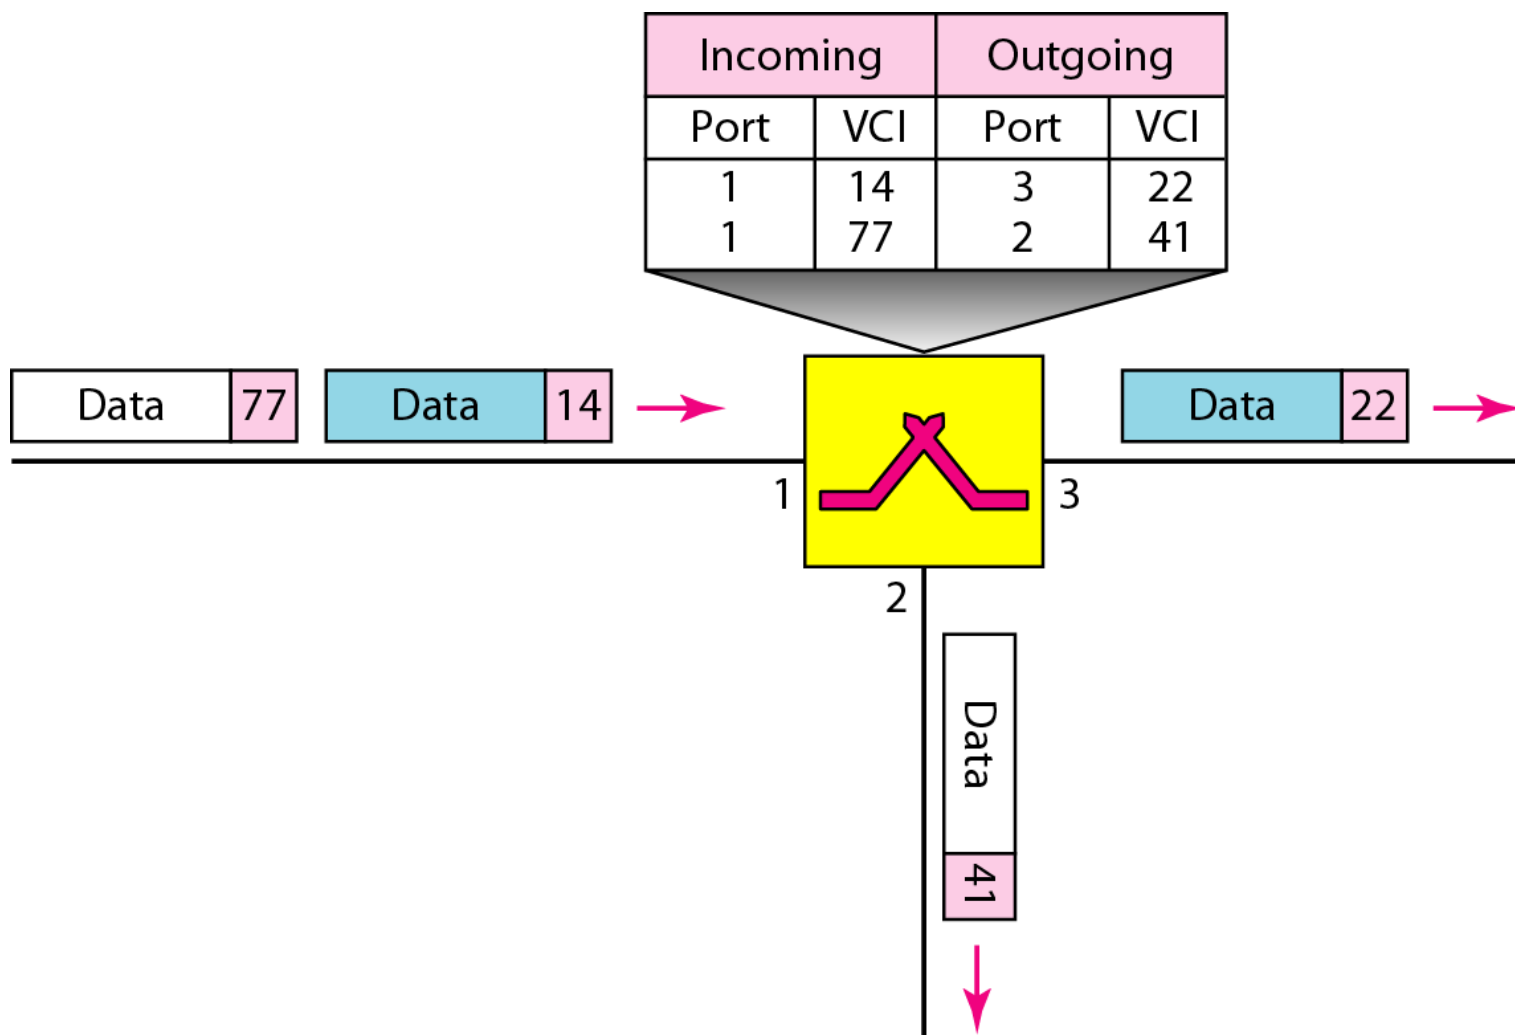 Incoming Outgoing
Port VCI Port VCI
1 14 3 22
1 77 2 41
Data 77 Data 14 Data 22
1 3
2
Data 41